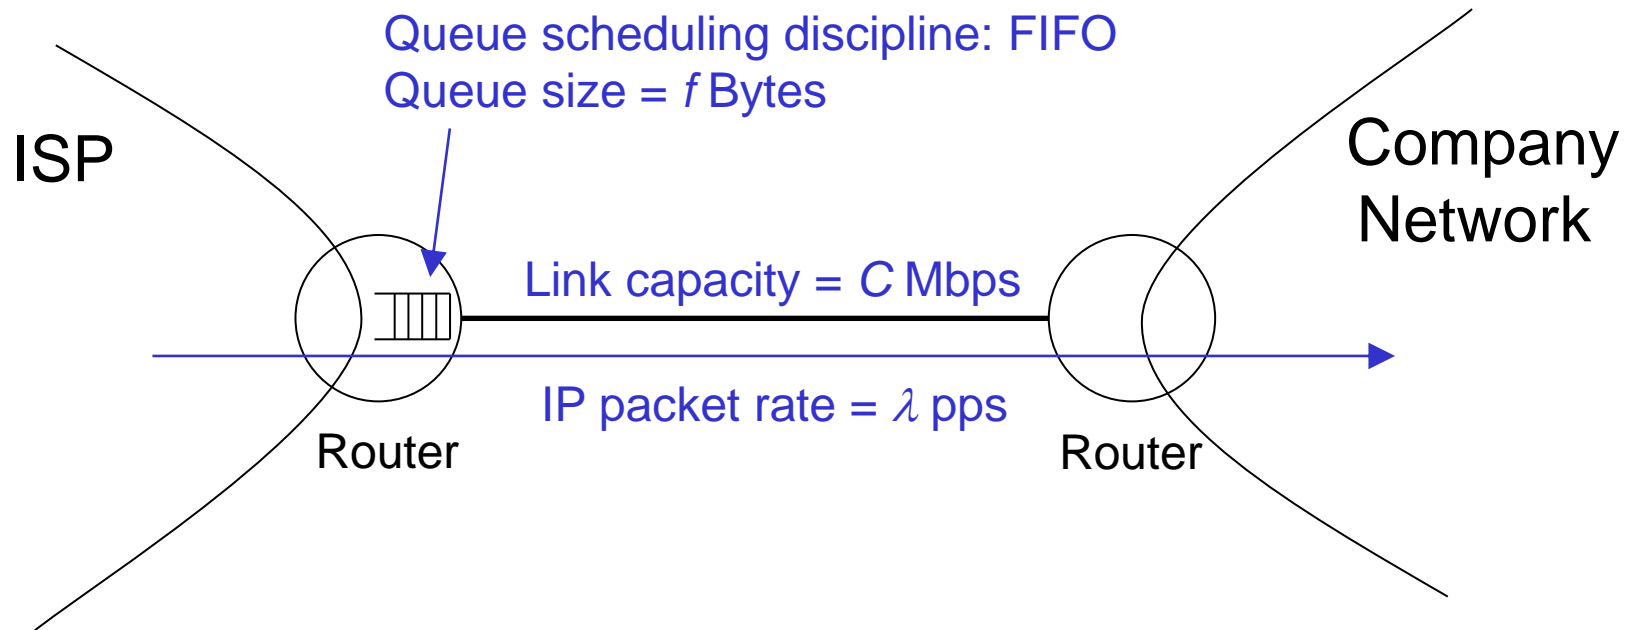 Queue scheduling discipline: FIFO
Queue size = f Bytes
ISP
Company
Network
Link capacity = C Mbps
IP packet rate = λ pps
Router
Router